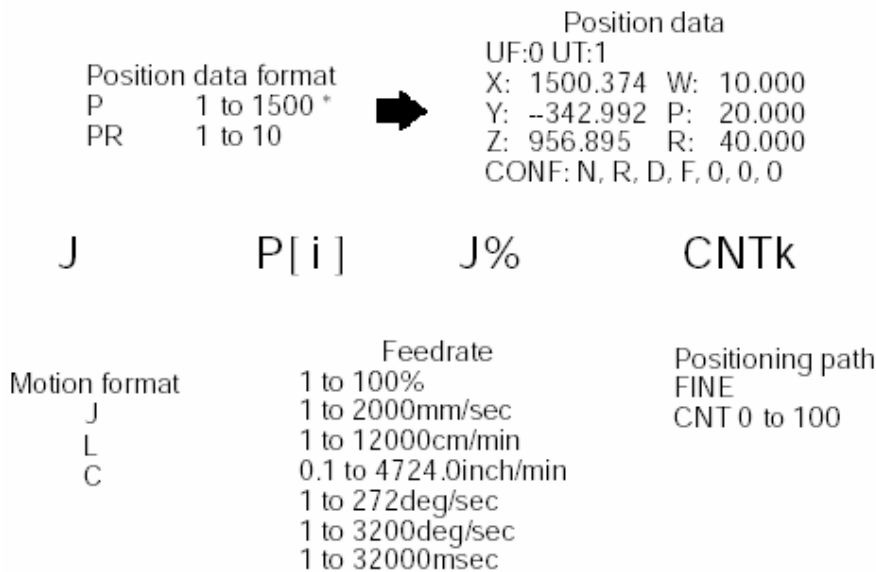 Position data
UF:0 UT:1
X: 1500.374 W: 10.000
Y: --342.992 P: 20.000
Z: 956.895 R: 40.000
CONF: N, R, D, F, 0, 0, 0
Position data format
P 1 to 1500 *
PR 1 to 10
J P[ i ] J% CNTk
Motion format
J
L
C
Feedrate
1 to 100%
1 to 2000mm/sec
1 to 12000cm/min
0.1 to 4724.0inch/min
1 to 272deg/sec
1 to 3200deg/sec
1 to 32000msec
Positioning path
FINE
CNT 0 to 100